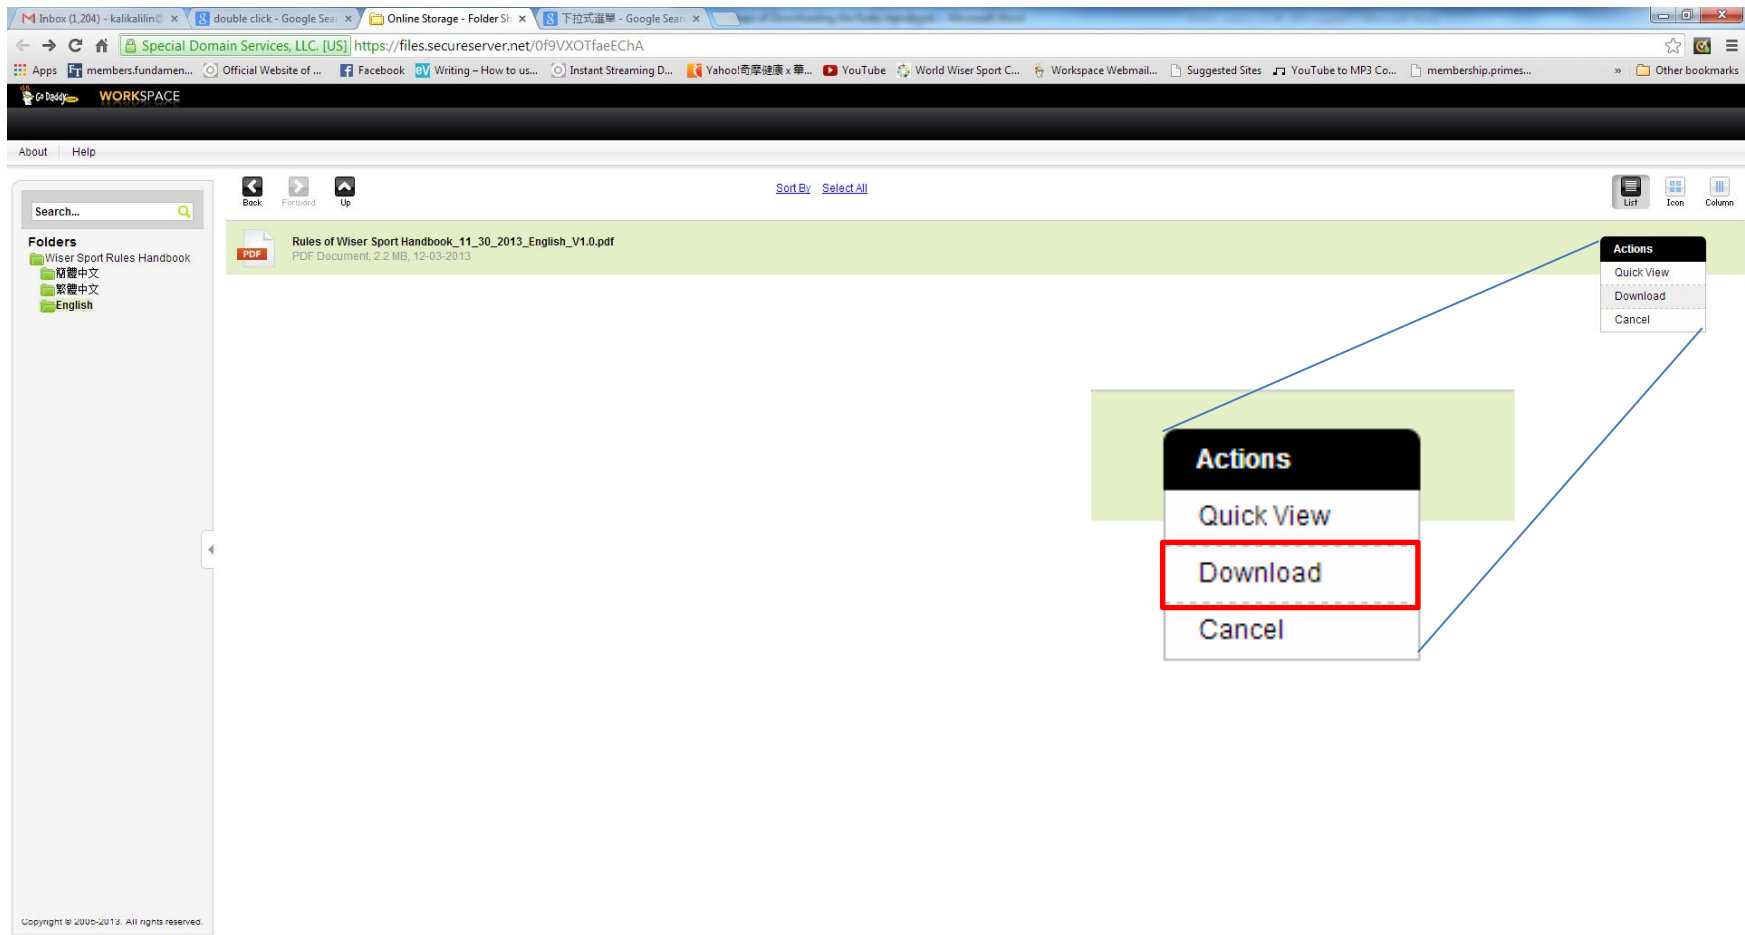 Inbox (1,204) - kalikalilin@
double click - Google Sea
Online Storage - Folder Sh
下拉式選單 - Google Sear
Special Domain Services, LLC. [US] https://files.secureserver.net/0f9VXOTfaeEChA
Apps members.fundamen... Official Website of ... Facebook Writing – How to us... Instant Streaming D... Yahoo!奇摩健康 x 華... YouTube World Wiser Sport C... Workspace Webmail... Suggested Sites YouTube to MP3 Co... membership.primes... » Other bookmarks
Go Daddy.com WORKSPACE
About Help
Back Forward Up Sort By Select All List Icon Column
Search...
Folders
Wiser Sport Rules Handbook
簡體中文
繁體中文
English
PDF
Rules of Wiser Sport Handbook_11_30_2013_English_V1.0.pdf
PDF Document, 2.2 MB, 12-03-2013
Actions
Quick View
Download
Cancel
Actions
Quick View
Download
Cancel
Copyright © 2005-2013. All rights reserved.